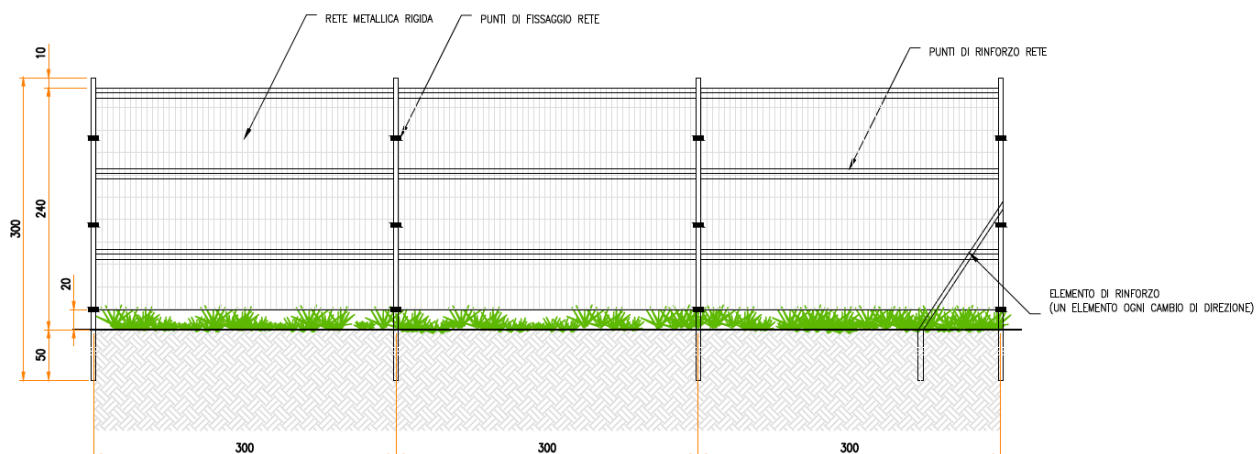 RETE METALLICA RIGIDA
PUNTI DI FISSAGGIO RETE
PUNTI DI RINFORZO RETE
10
300
240
20
50
ELEMENTO DI RINFORZO
(UN ELEMENTO OGNI CAMBIO DI DIREZIONE)
300
300
300